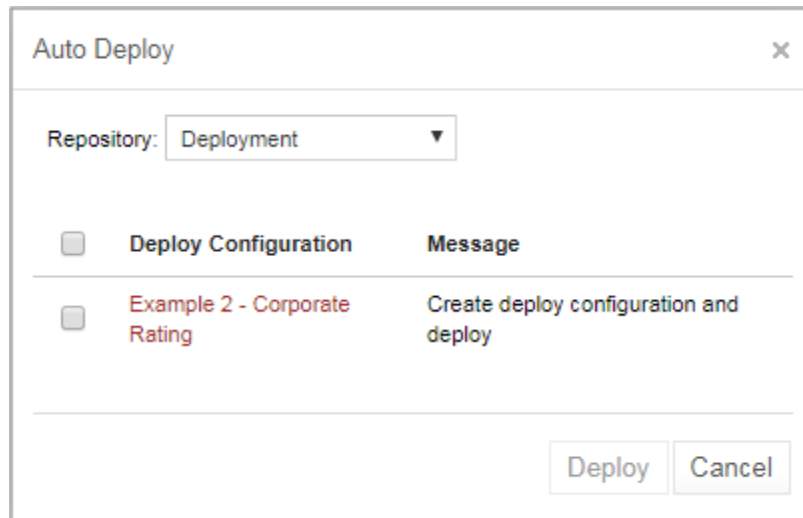 Auto Deploy
Repository: Deployment
Deploy Configuration Message
Example 2 - Corporate Rating Create deploy configuration and deploy
Deploy Cancel